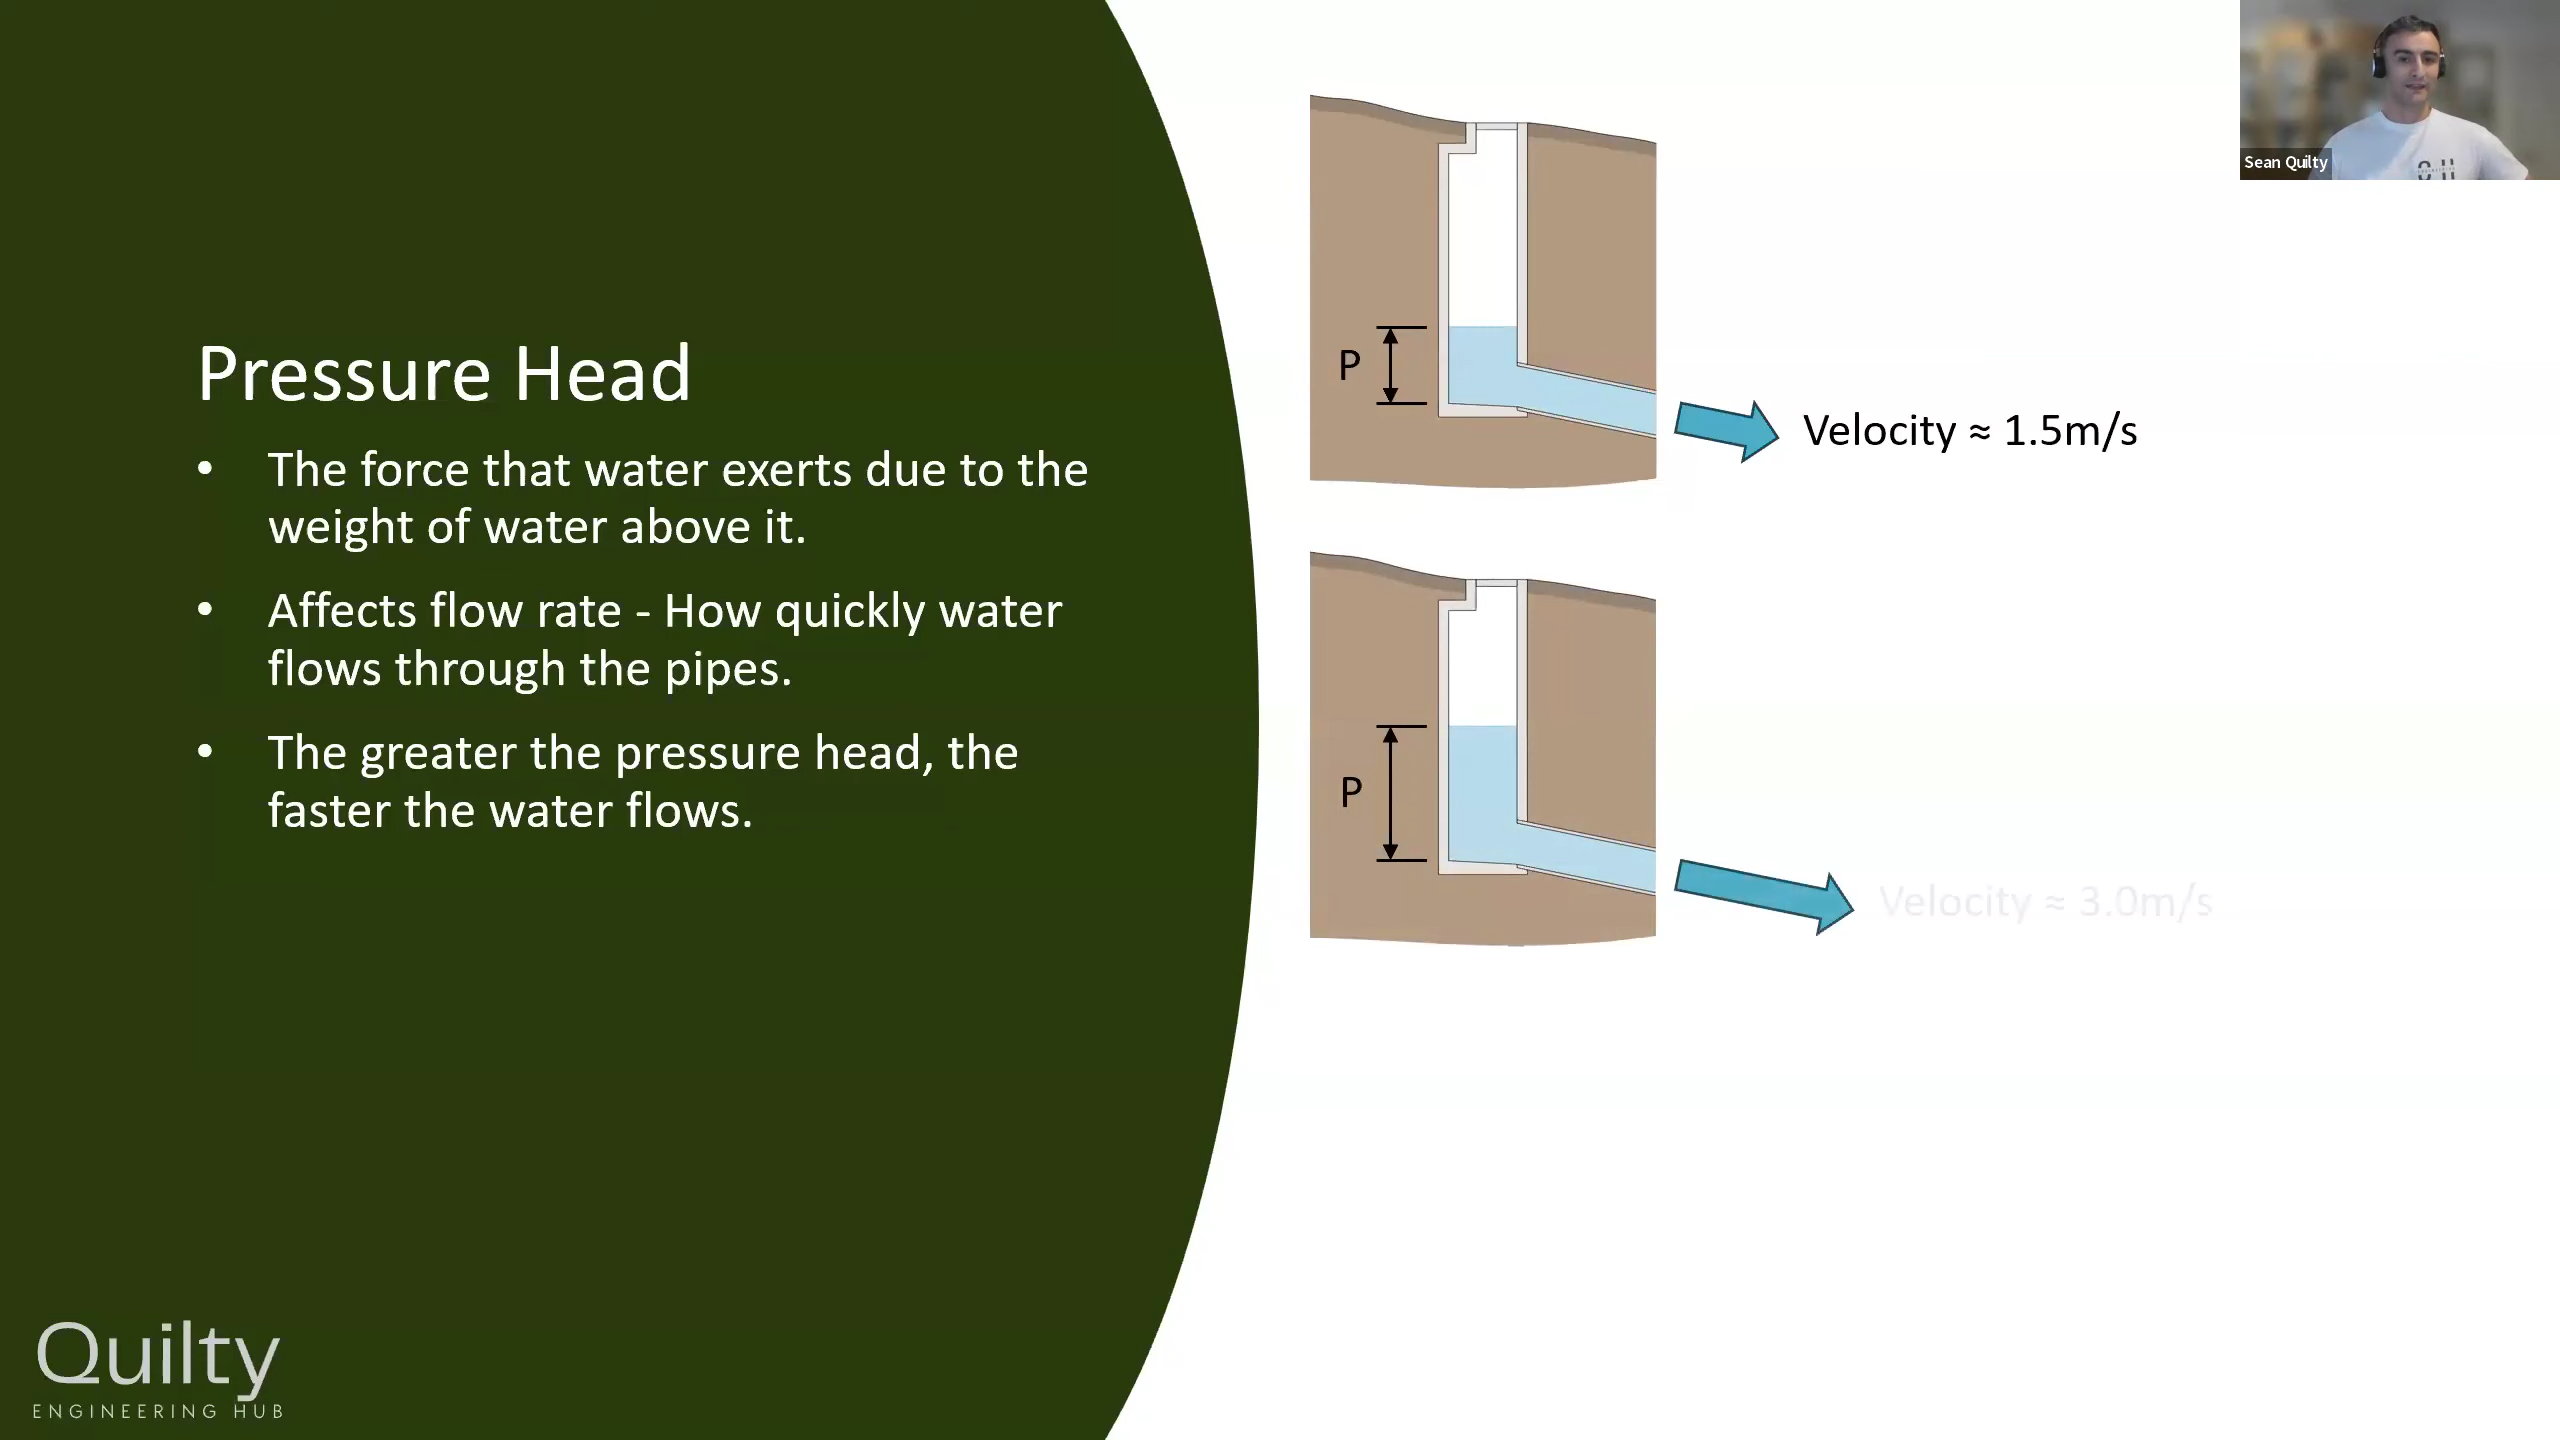 Pressure Head
• The force that water exerts due to the
weight of water above it.
• Affects flow rate - How quickly water
flows through the pipes.
• The greater the pressure head, the
faster the water flows.
P
Velocity ≈ 1.5m/s
P
Velocity ≈ 3.0m/s
Sean Quilty
Quilty
ENGINEERING HUB